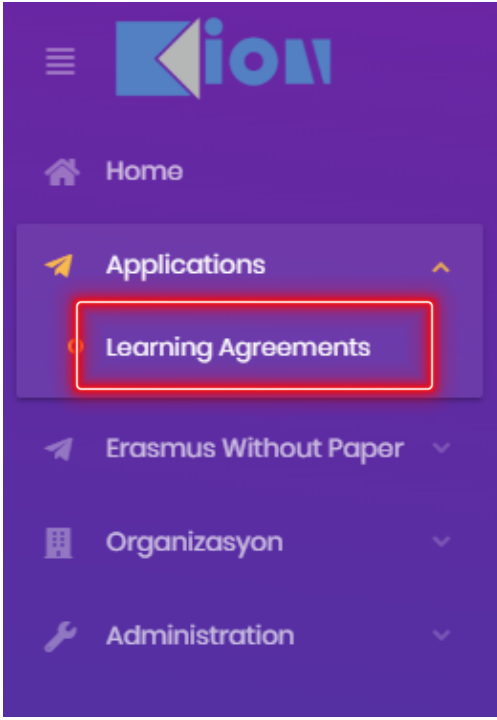 Kion
Home
Applications
Learning Agreements
Erasmus Without Paper
Organizasyon
Administration